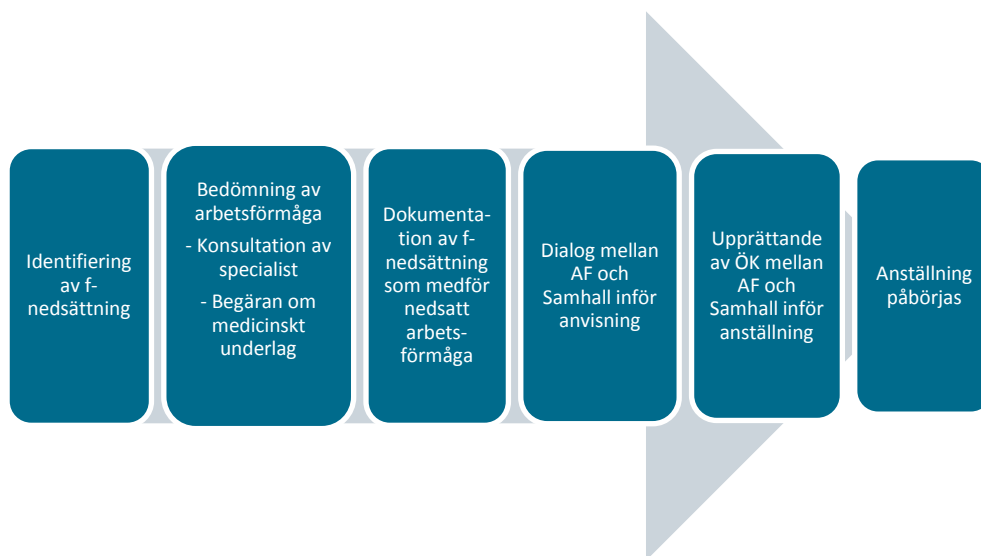 Identifiering
av f-
nedsättning
Bedömning av
arbetsförmåga
- Konsultation av
specialist
- Begäran om
medicinskt
underlag
Dokumenta-
tion av f-
nedsättning
som medför
nedsatt
arbets-
förmåga
Dialog mellan
AF och
Samhall inför
anvisning
Upprättande
av ÖK mellan
AF och
Samhall inför
anställning
Anställning
påbörjas